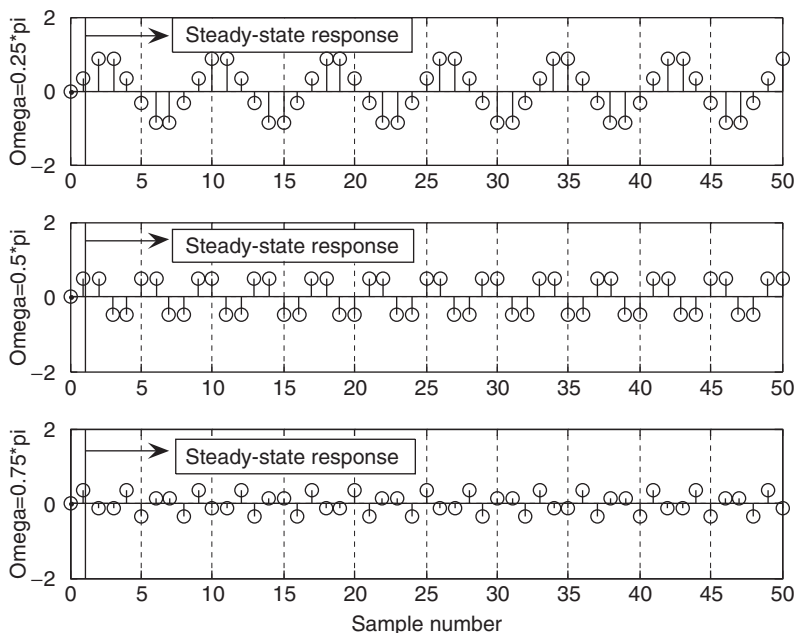 2
Steady-state response
0
−2
Omega=0.25*pi
0 5 10 15 20 25 30 35 40 45 50
2
Steady-state response
0
−2
Omega=0.5*pi
0 5 10 15 20 25 30 35 40 45 50
2
Steady-state response
0
−2
Omega=0.75*pi
0 5 10 15 20 25 30 35 40 45 50
Sample number